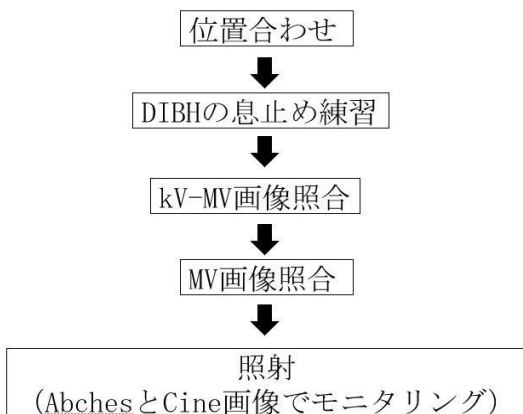 位置合わせ
DIBHの息止め練習
kV-MV画像照合
MV画像照合
照射
(AbchesとCine画像でモニタリング)